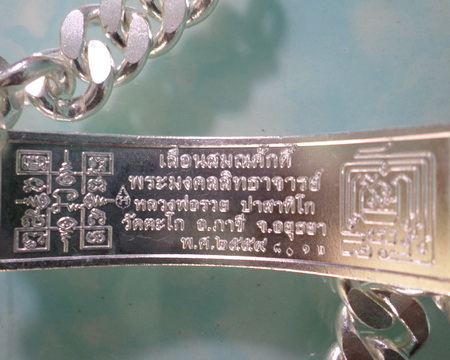 เลื่อนสมณศักดิ์
พระมงคลสิทธาจารย์
หลวงพ่อรวย ปาสาทิโก
วัดตะโก อ.ภาชี จ.อยุธยา
พ.ศ.๒๕๕๙ ๘๐๑๒